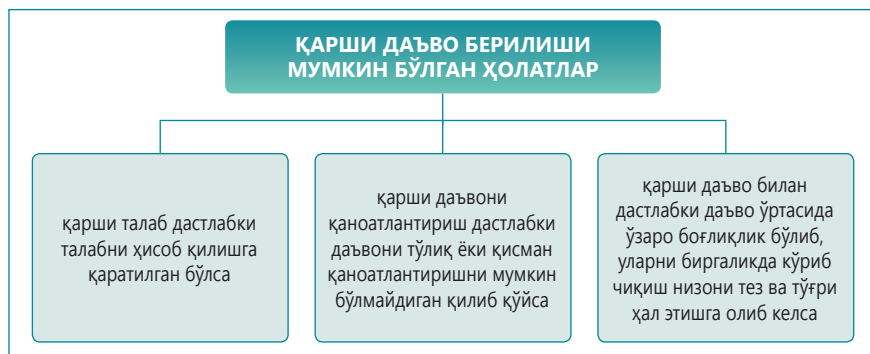 ҚАРШИ ДАЪВО БЕРИЛИШИ
МУМКИН БЎЛГАН ҲОЛАТЛАР
қарши талаб дастлабки
талабни ҳисоб қилишга
қаратилган бўлса
қарши даъвони
қаноатлантириш дастлабки
даъвони тўлиқ ёки қисман
қаноатлантиришни мумкин
бўлмайдиган қилиб қўйса
қарши даъво билан
дастлабки даъво ўртасида
ўзаро боғлиқлик бўлиб,
уларни биргаликда кўриб
чиқиш низони тез ва тўғри
ҳал этишга олиб келса